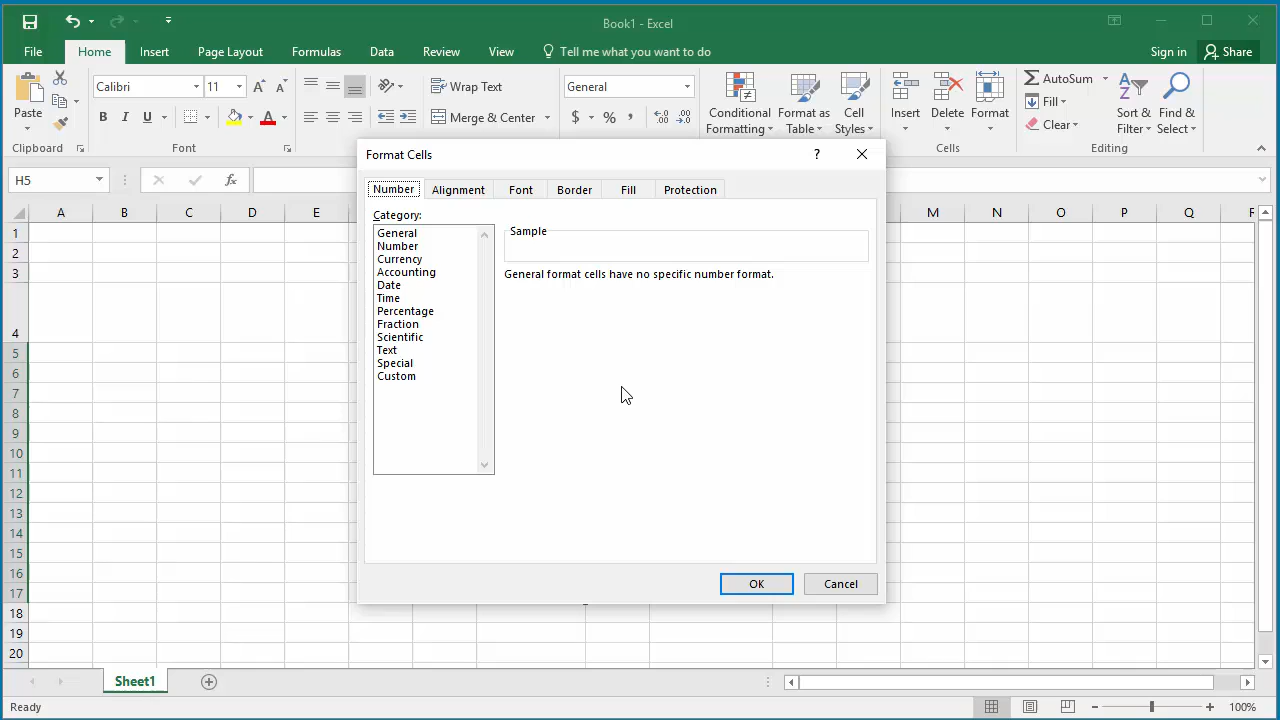 Book1 - Excel
File Home Insert Page Layout Formulas Data Review View Tell me what you want to do Sign in Share
Calibri 11 Wrap Text General AutoSum
Fill
B I U Merge & Center $ % , Clear
Paste Conditional Formatting Format as Table Cell Styles Insert Delete Format Sort & Filter Find & Select
Clipboard Font Cells Editing
H5 fx
Format Cells ?
Number Alignment Font Border Fill Protection
Category:
General
Number
Currency
Accounting
Date
Time
Percentage
Fraction
Scientific
Text
Special
Custom
Sample
General format cells have no specific number format.
OK Cancel
A B C D E M N O P Q
1
2
3
4
5
6
7
8
9
10
11
12
13
14
15
16
17
18
19
20
Sheet1
Ready 100%